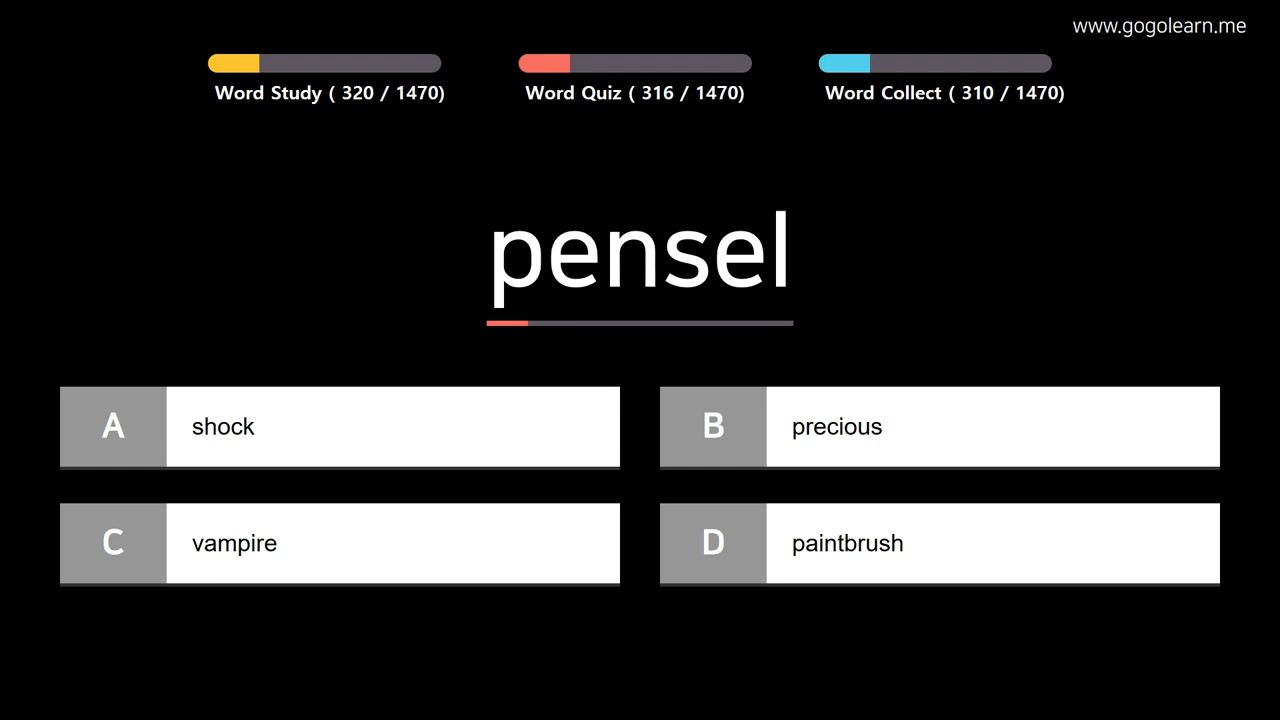 www.gogolearn.me
Word Study ( 320 / 1470)
Word Quiz ( 316 / 1470)
Word Collect ( 310 / 1470)
pensel
A shock
B precious
C vampire
D paintbrush